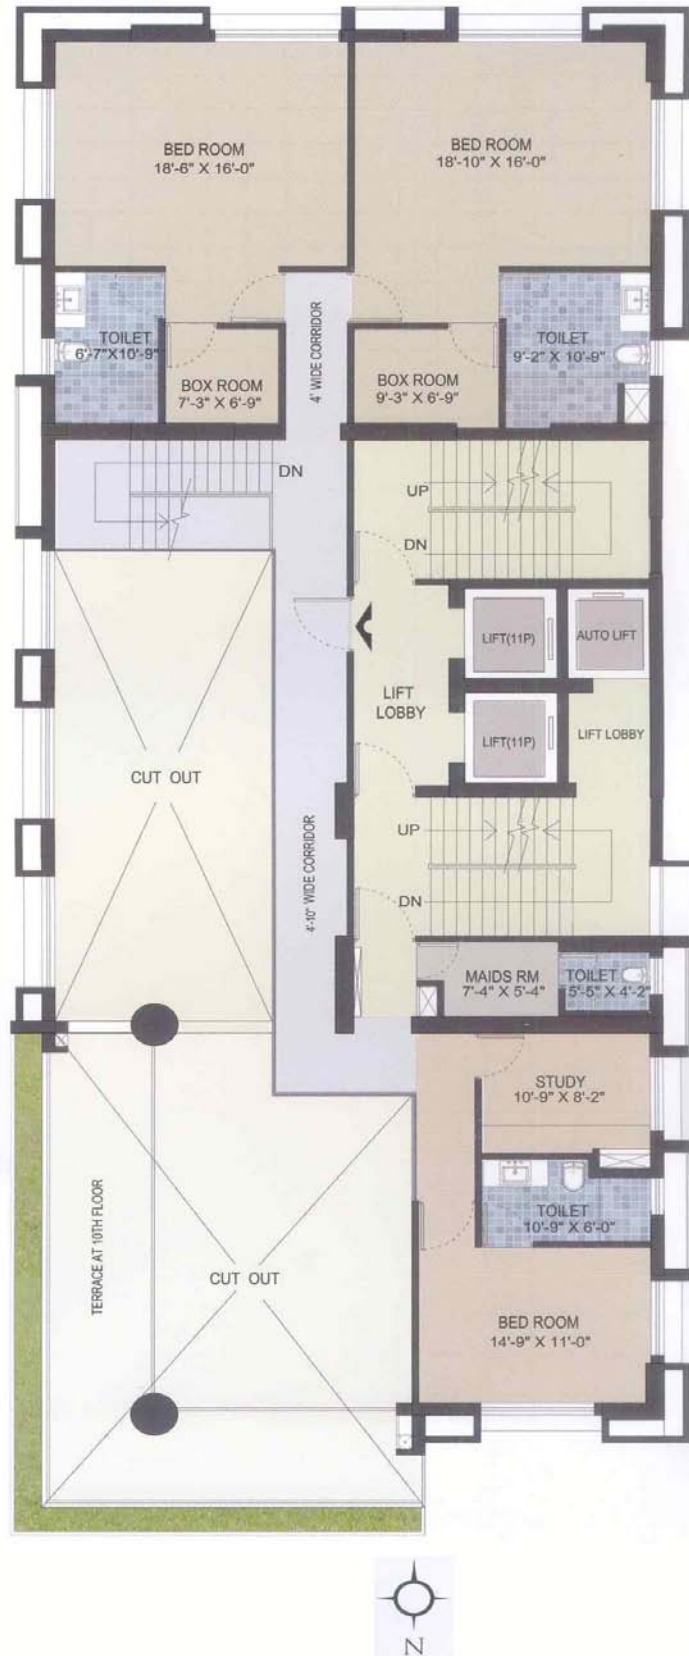 BED ROOM
18'-6" X 16'-0"
BED ROOM
18'-10" X 16'-0"
TOILET
6'-7"X10'-9"
BOX ROOM
7'-3" X 6'-9"
4' WIDE CORRIDOR
BOX ROOM
9'-3" X 6'-9"
TOILET
9'-2" X 10'-9"
DN
UP
DN
LIFT(11P)
AUTO LIFT
LIFT
LOBBY
LIFT(11P)
LIFT LOBBY
CUT OUT
4'-10" WIDE CORRIDOR
UP
DN
MAIDS RM
7'-4" X 5'-4"
TOILET
5'-5" X 4'-2"
STUDY
10'-9" X 8'-2"
TOILET
10'-9" X 6'-0"
TERRACE AT 10TH FLOOR
CUT OUT
BED ROOM
14'-9" X 11'-0"
N